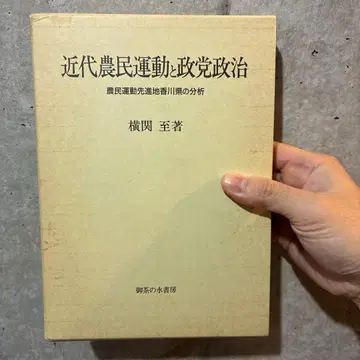 近代農民運動と政党政治
農民運動先進地香川県の分析
横関 至著
御茶の水書房